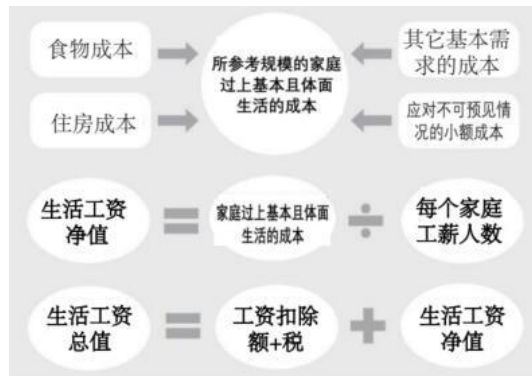 食物成本
所参考规模的家庭
过上基本且体面
生活的成本
其它基本需
求的成本
住房成本
应对不可预见情
况的小额成本
生活工资
净值
=
家庭过上基本且体面
生活的成本
÷
每个家庭
工薪人数
生活工资
总值
=
工资扣除
额+税
+
生活工资
净值